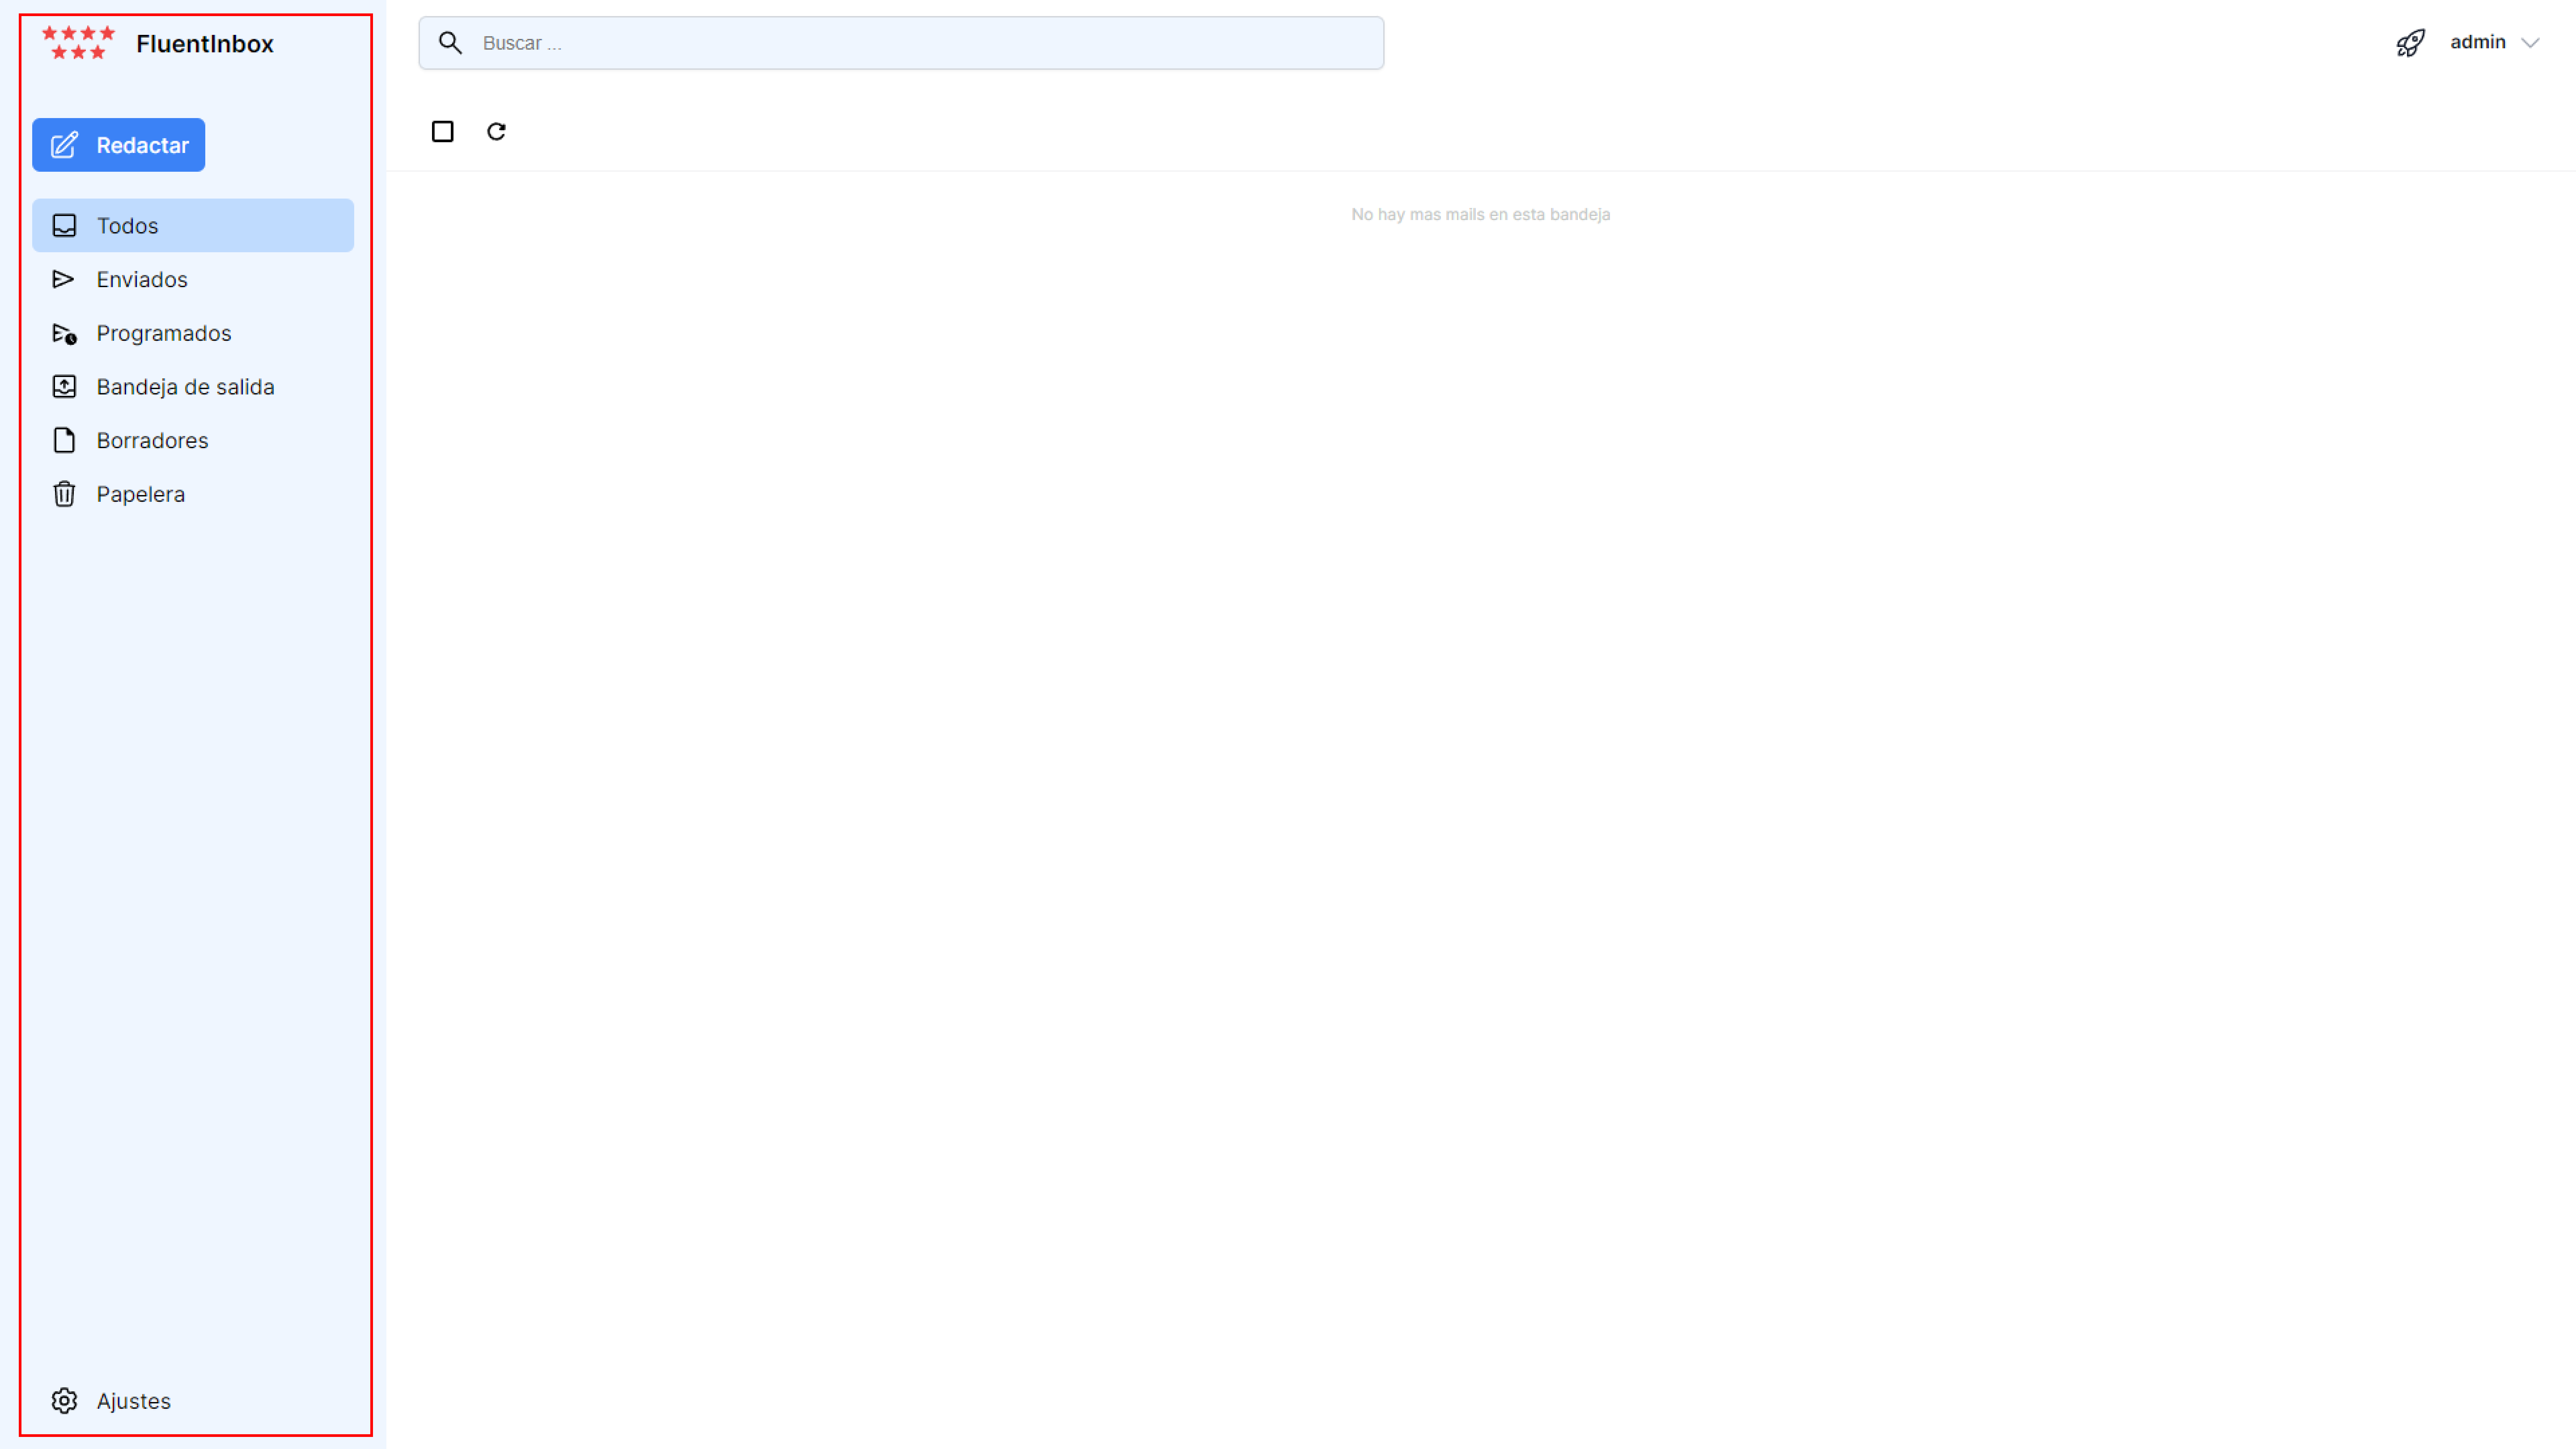 FluentInbox
Buscar ...
admin
Redactar
Todos
Enviados
Programados
Bandeja de salida
Borradores
Papelera
Ajustes
No hay mas mails en esta bandeja